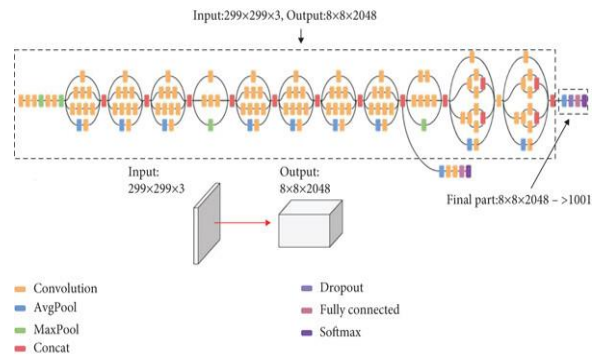 Input:299×299×3, Output:8×8×2048
Input:
299×299×3
Output:
8×8×2048
Final part:8×8×2048 – >1001
Convolution
AvgPool
MaxPool
Concat
Dropout
Fully connected
Softmax